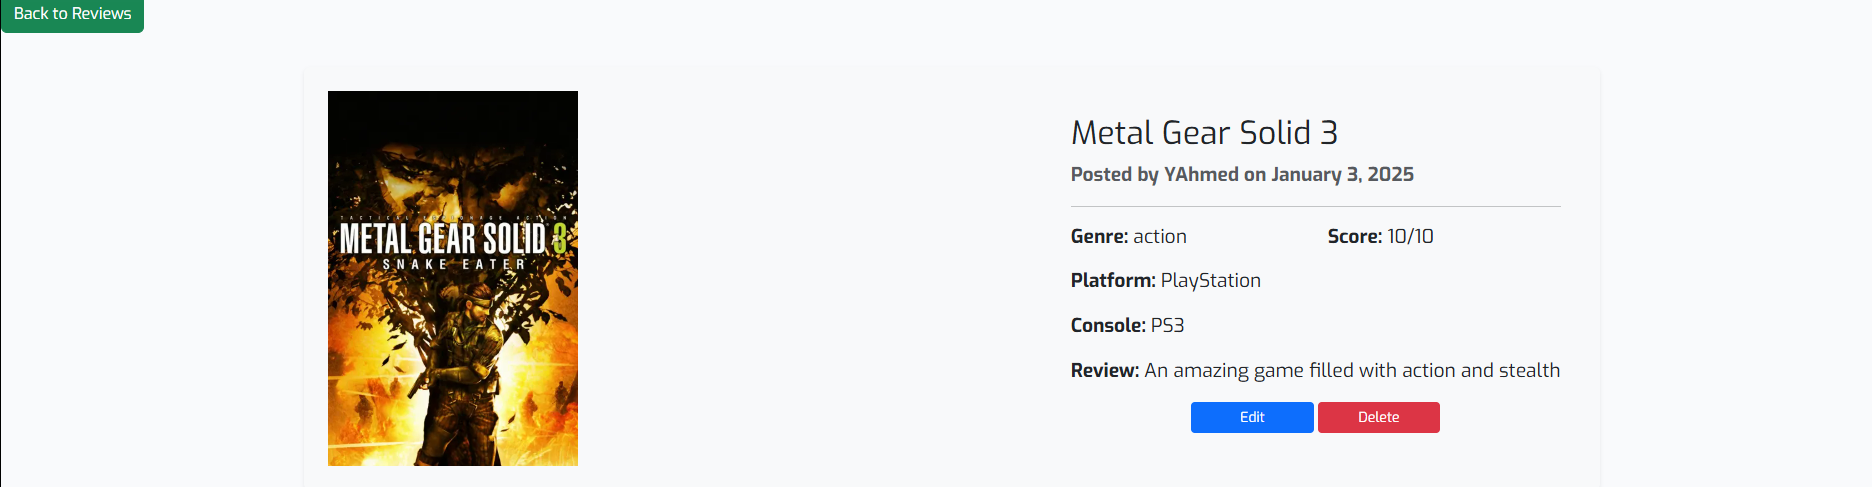 Back to Reviews
TACTICAL ESPIONAGE ACTION
METAL GEAR SOLID 3
SNAKE EATER
Metal Gear Solid 3
Posted by YAhmed on January 3, 2025
Genre: action Score: 10/10
Platform: PlayStation
Console: PS3
Review: An amazing game filled with action and stealth
Edit Delete